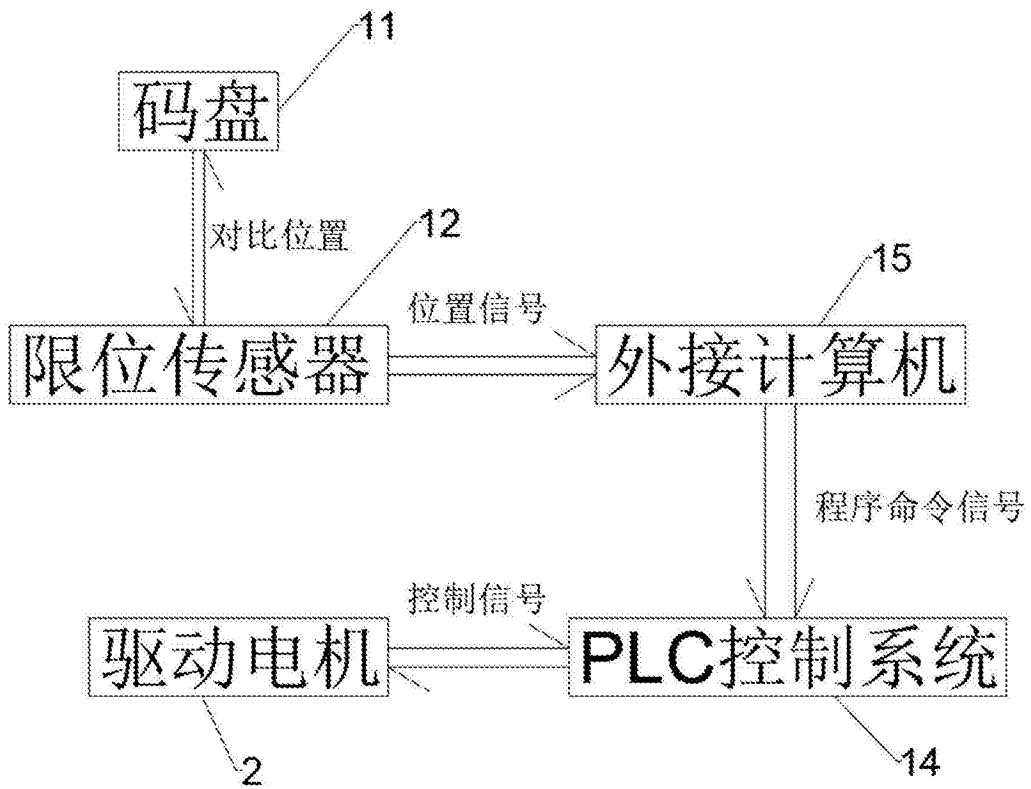 11
码盘
对比位置
12
15
位置信号
限位传感器
外接计算机
程序命令信号
控制信号
驱动电机
PLC控制系统
2
14